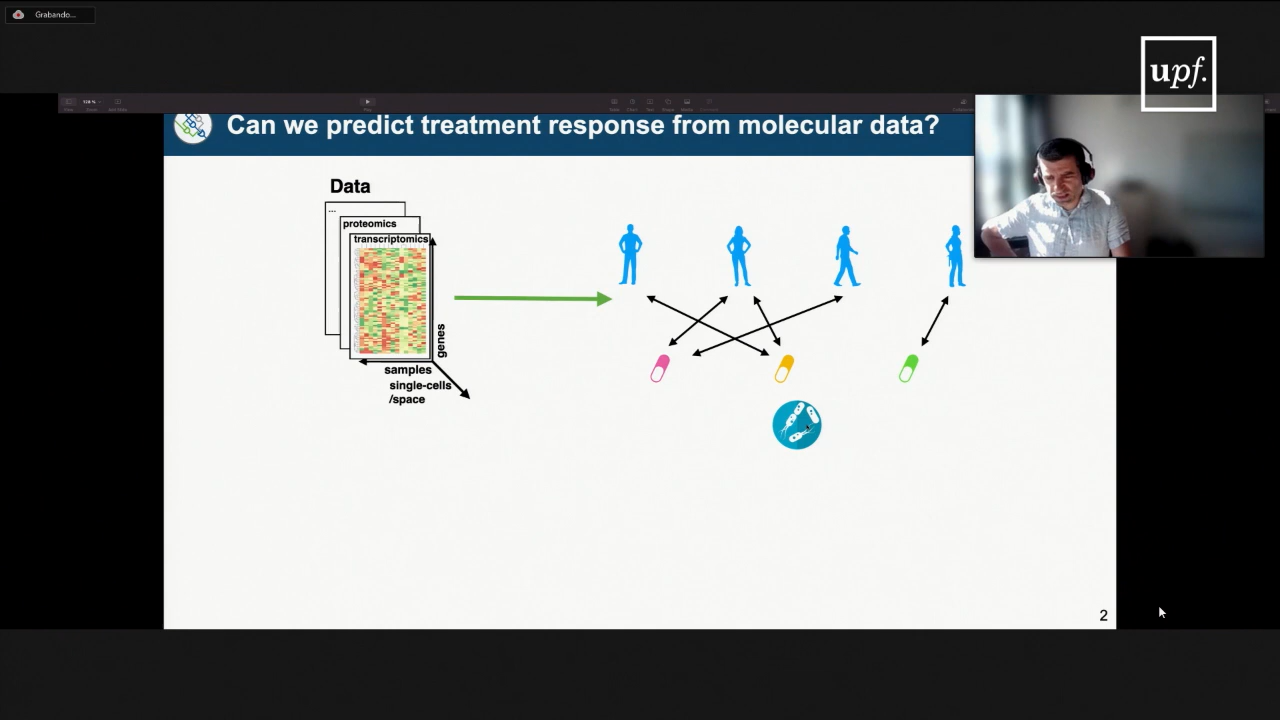 Grabando...
upf.
128 %
Can we predict treatment response from molecular data?
Data
...
proteomics
transcriptomics
genes
samples
single-cells
/space
2